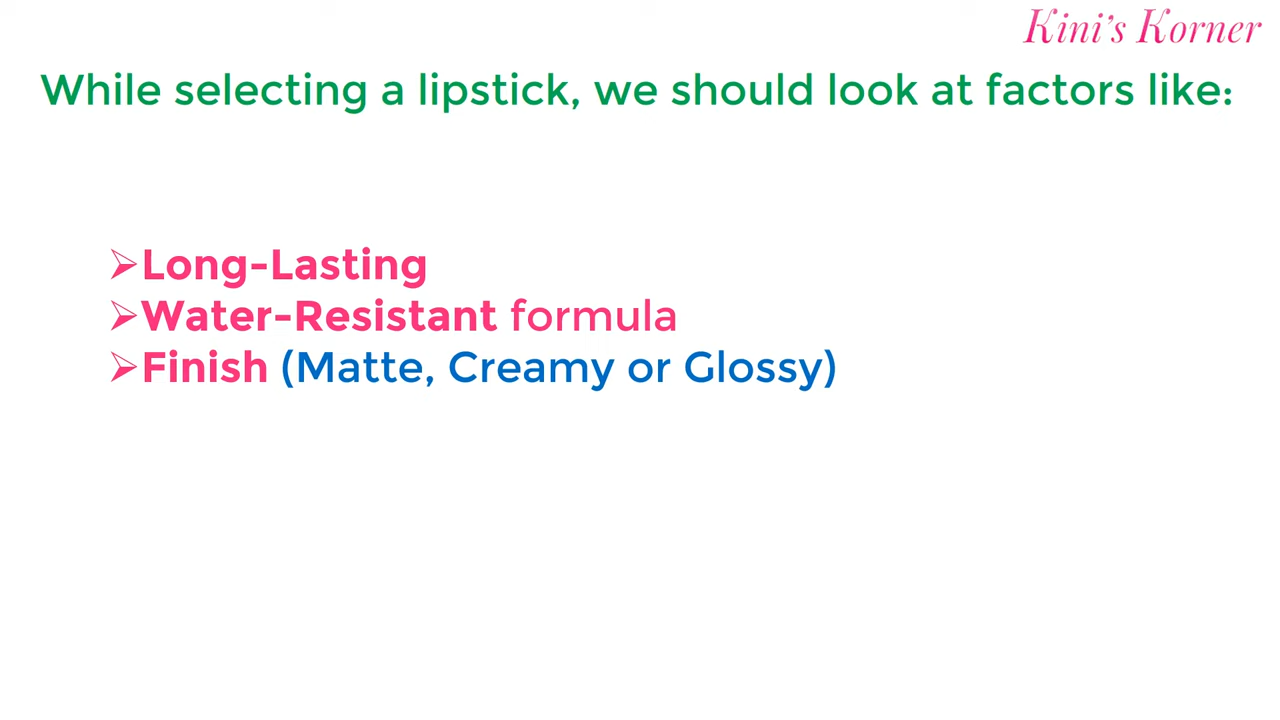 Kini's Korner
While selecting a lipstick, we should look at factors like:
➢Long-Lasting
➢Water-Resistant formula
➢Finish (Matte, Creamy or Glossy)